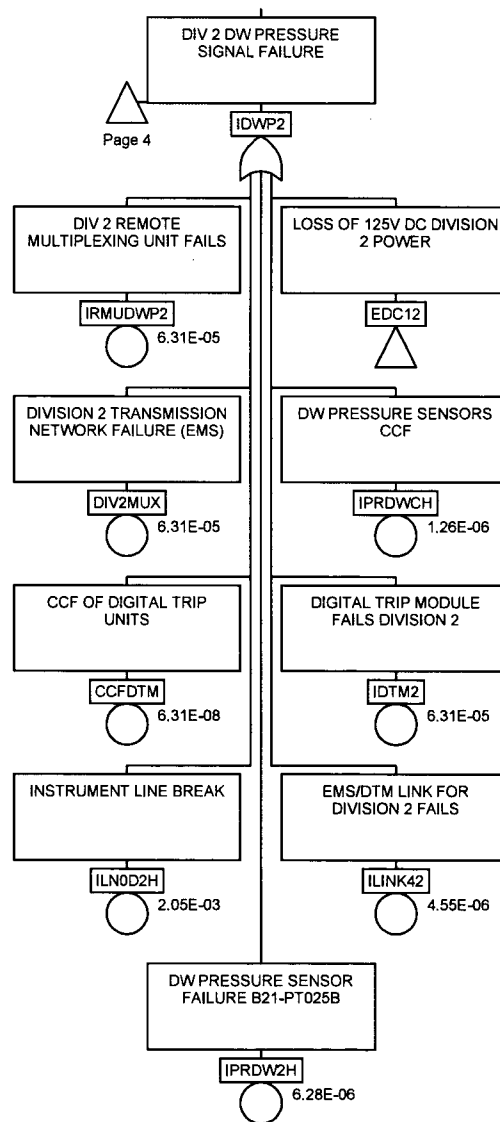 DIV 2 DW PRESSURE
SIGNAL FAILURE
Page 4
IDWP2
DIV 2 REMOTE
MULTIPLEXING UNIT FAILS
IRMUDWP2
6.31E-05
LOSS OF 125V DC DIVISION
2 POWER
EDC12
DIVISION 2 TRANSMISSION
NETWORK FAILURE (EMS)
DIV2MUX
6.31E-05
DW PRESSURE SENSORS
CCF
IPRDWCH
1.26E-06
CCF OF DIGITAL TRIP
UNITS
CCFDTM
6.31E-08
DIGITAL TRIP MODULE
FAILS DIVISION 2
IDTM2
6.31E-05
INSTRUMENT LINE BREAK
ILN0D2H
2.05E-03
EMS/DTM LINK FOR
DIVISION 2 FAILS
ILINK42
4.55E-06
DW PRESSURE SENSOR
FAILURE B21-PT025B
IPRDW2H
6.28E-06